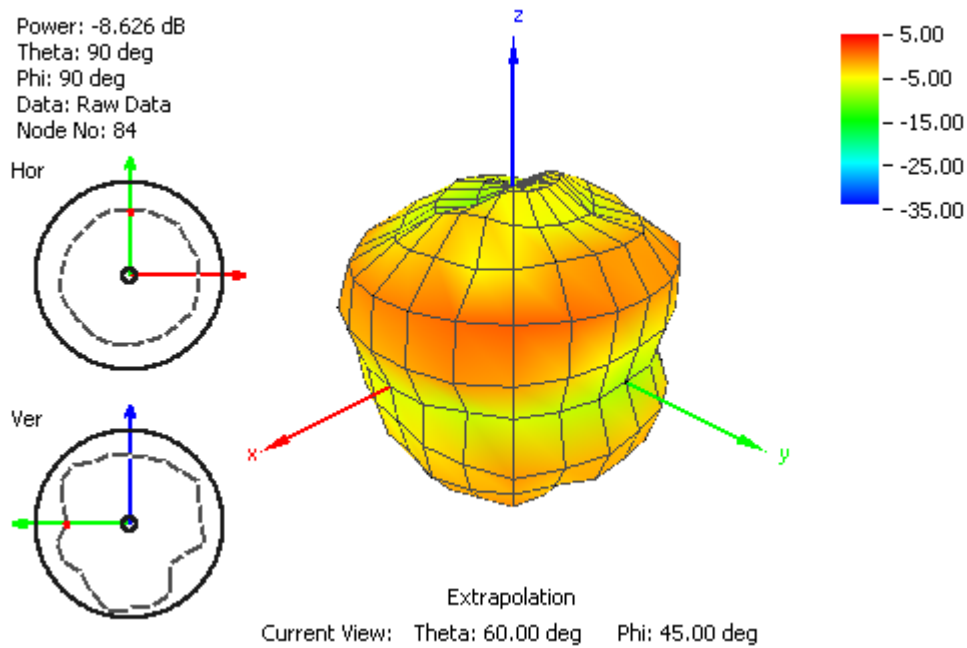 Power: -8.626 dB
Theta: 90 deg
Phi: 90 deg
Data: Raw Data
Node No: 84
Hor
Ver
z
x
y
5.00
-5.00
-15.00
-25.00
-35.00
Extrapolation
Current View: Theta: 60.00 deg Phi: 45.00 deg